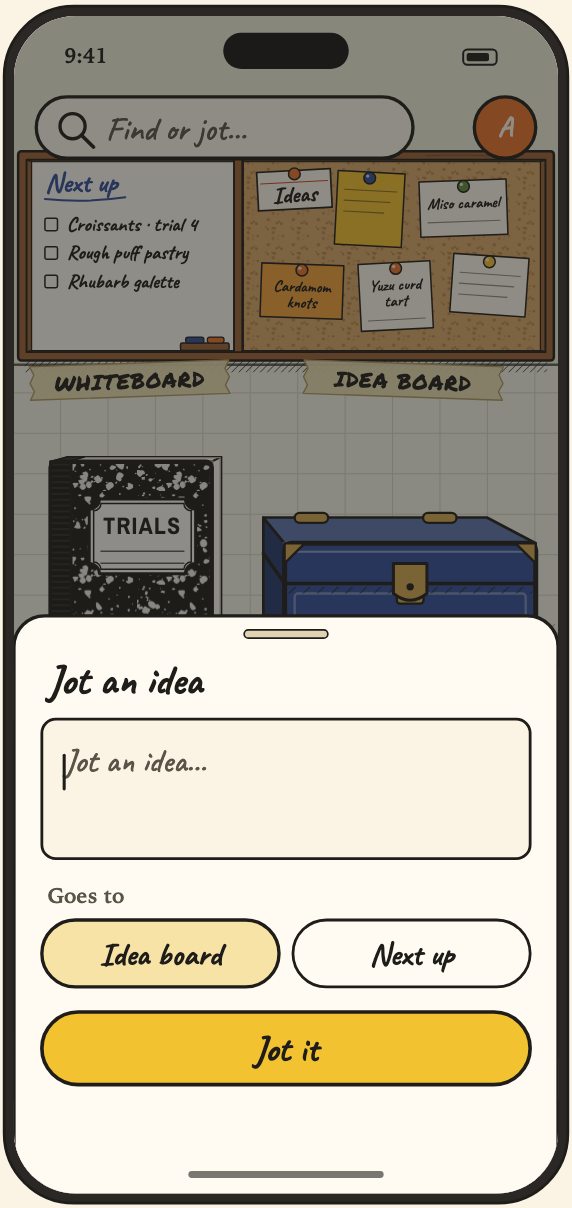 9:41
Find or jot...
A
Next up
Croissants · trial 4
Rough puff pastry
Rhubarb galette
Ideas
Miso caramel
Cardamom
knots
Yuzu curd
tart
WHITEBOARD
IDEA BOARD
TRIALS
Jot an idea
Jot an idea...
Goes to
Idea board
Next up
Jot it